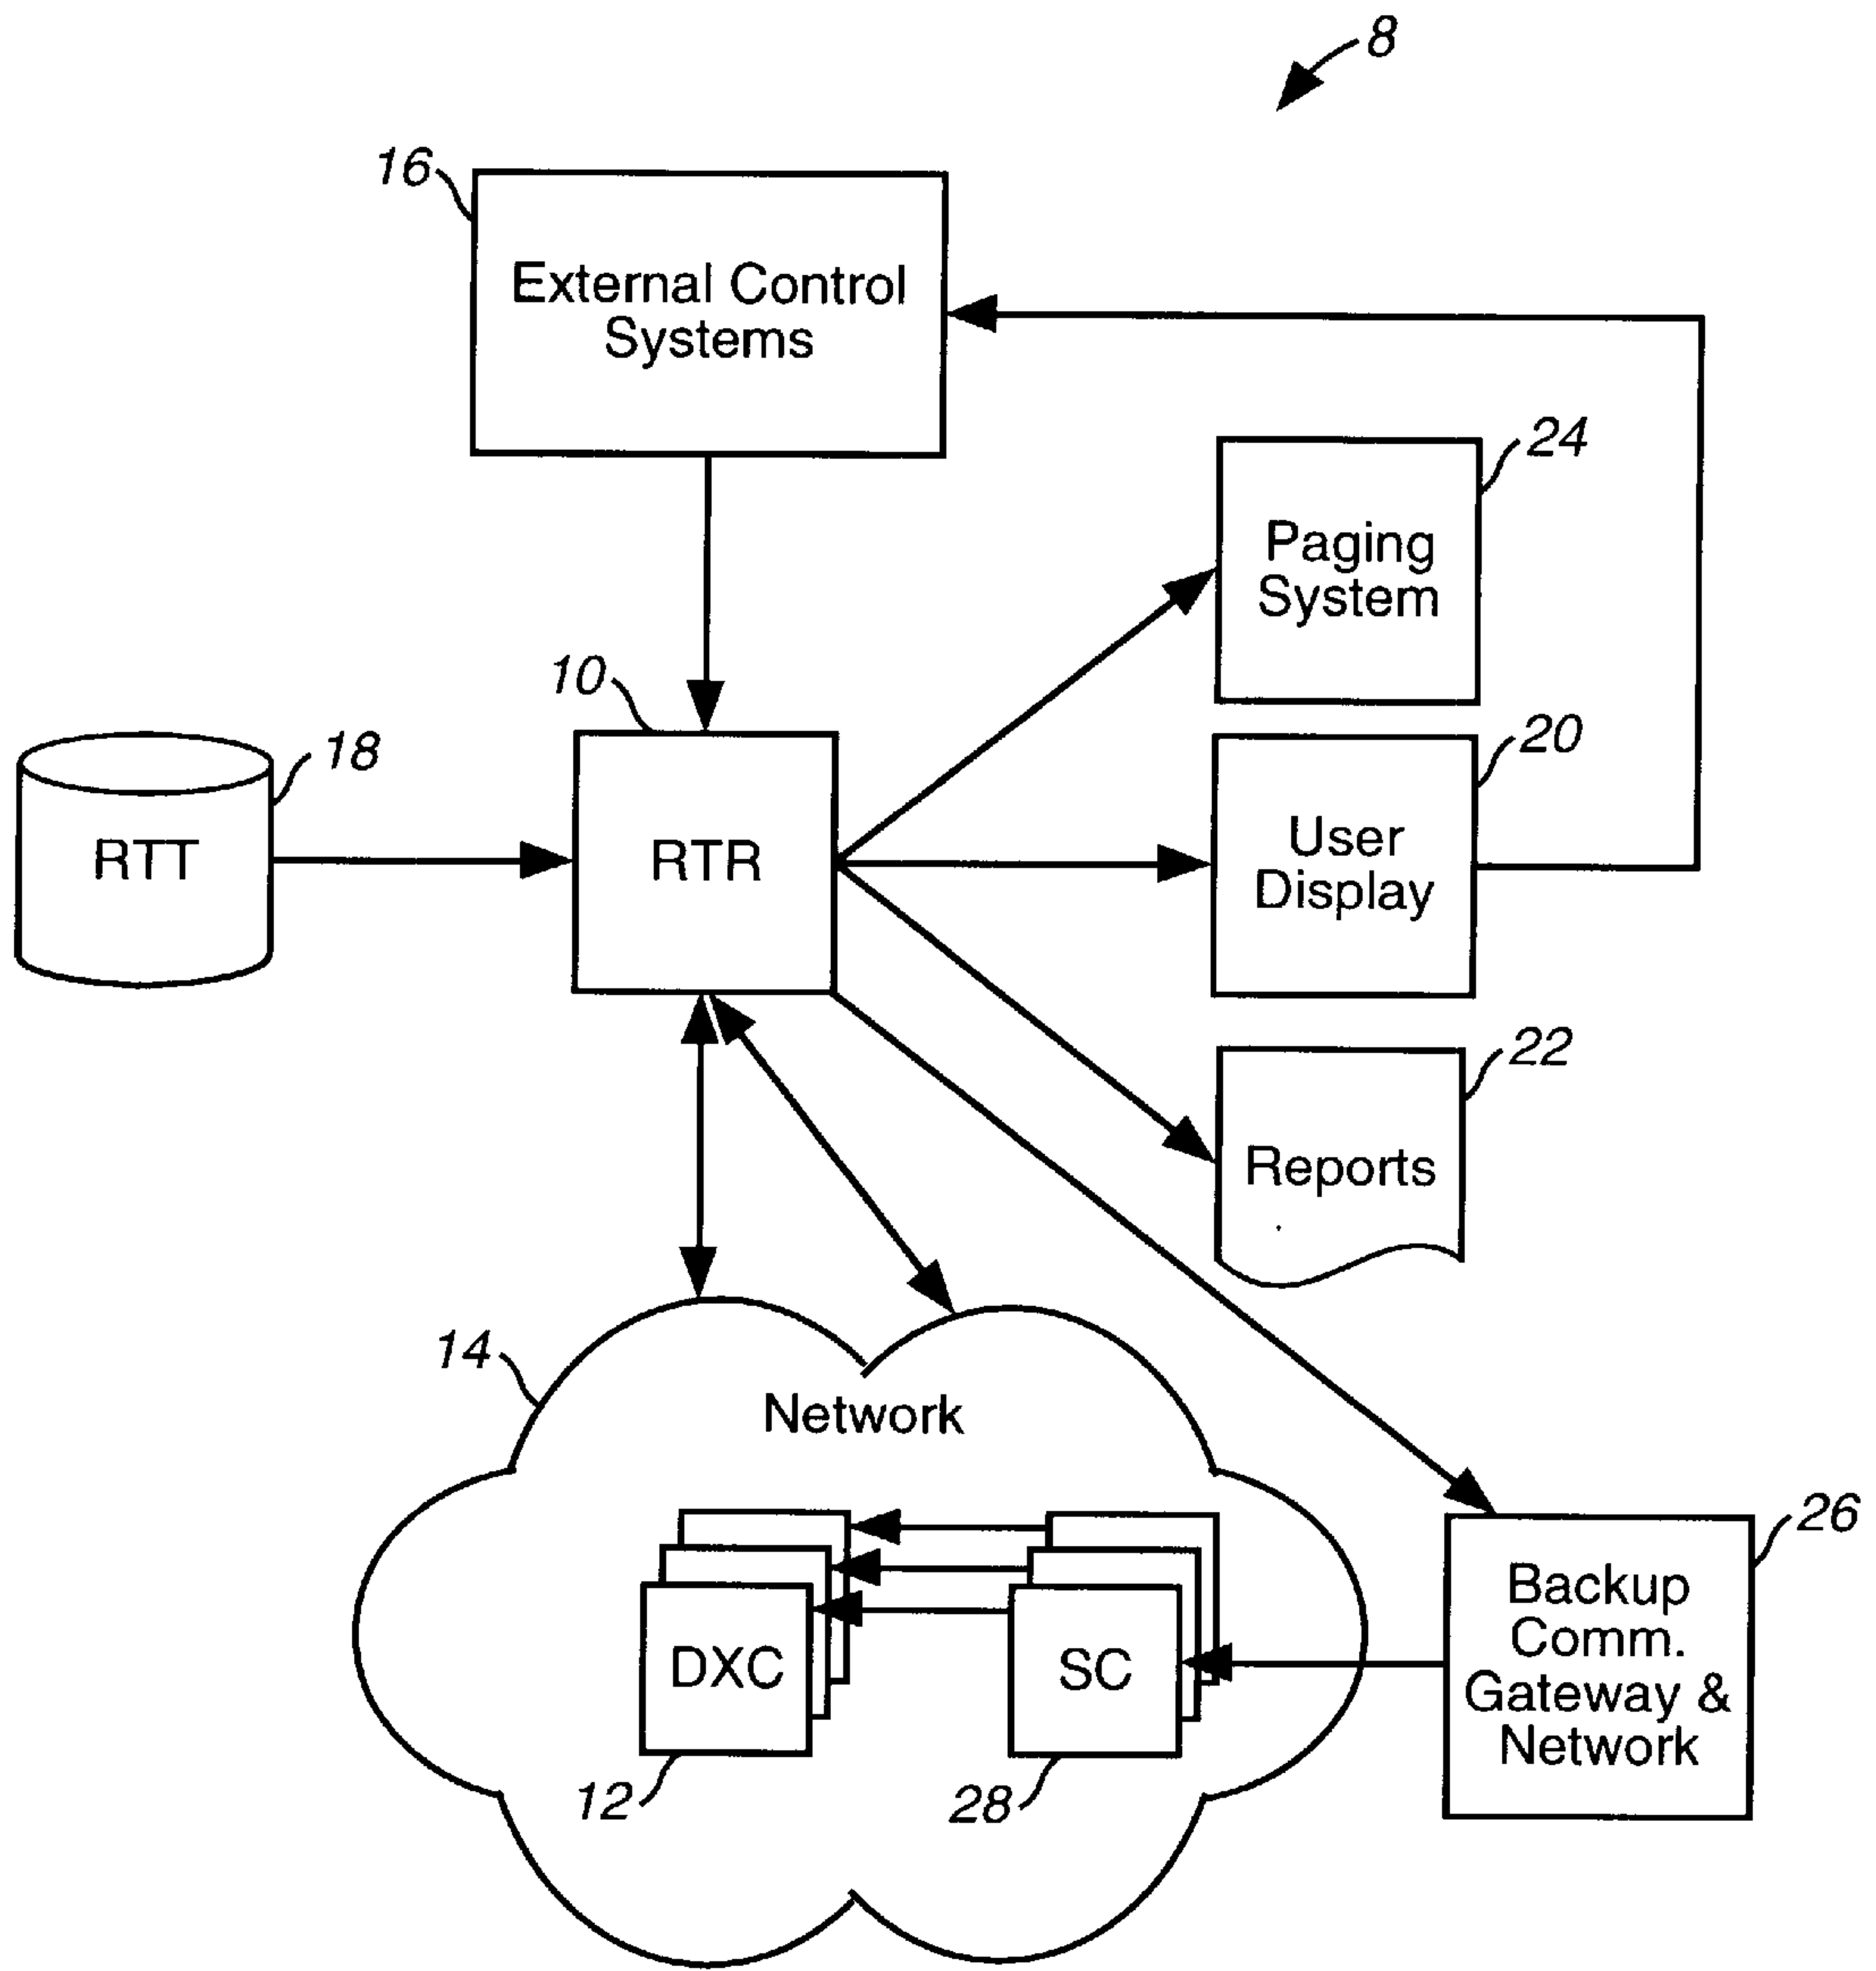 8
16
External Control
Systems
24
Paging
System
10
18
RTT
RTR
20
User
Display
22
Reports
14
Network
26
Backup
Comm.
Gateway &
Network
DXC
SC
12
28